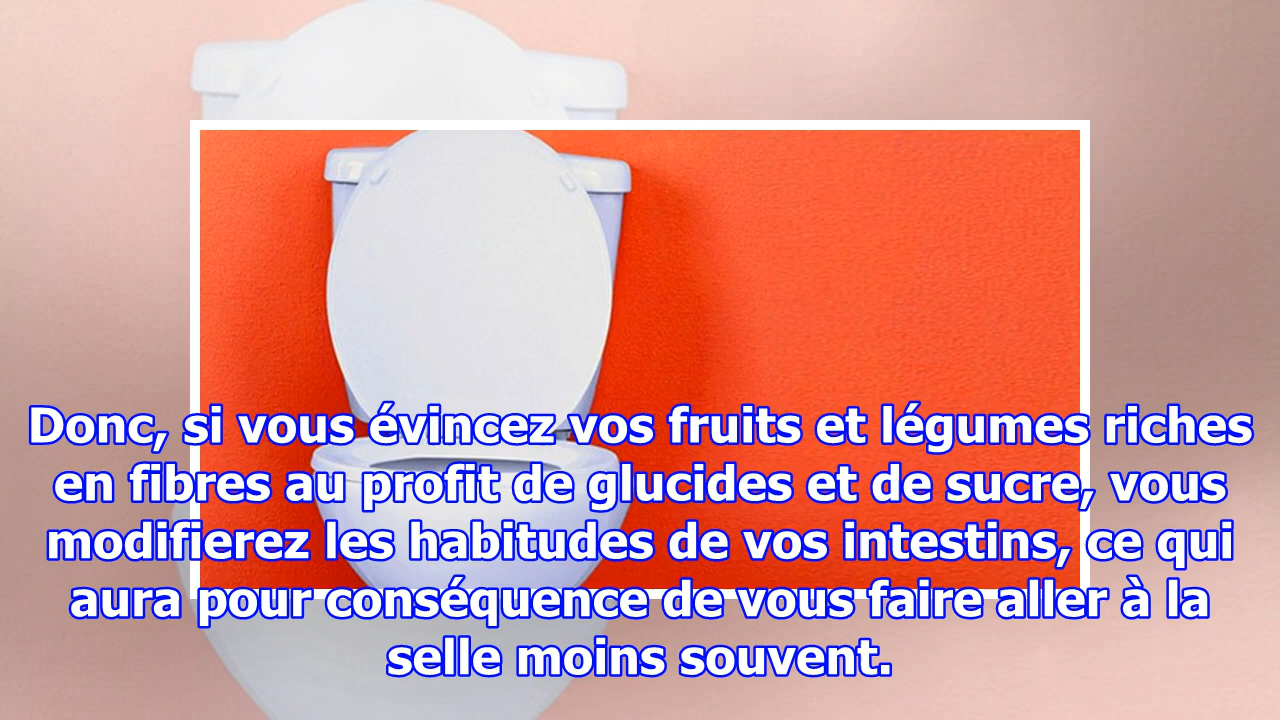 Donc, si vous évincez vos fruits et légumes riches
en fibres au profit de glucides et de sucre, vous
modifierez les habitudes de vos intestins, ce qui
aura pour conséquence de vous faire aller à la
selle moins souvent.